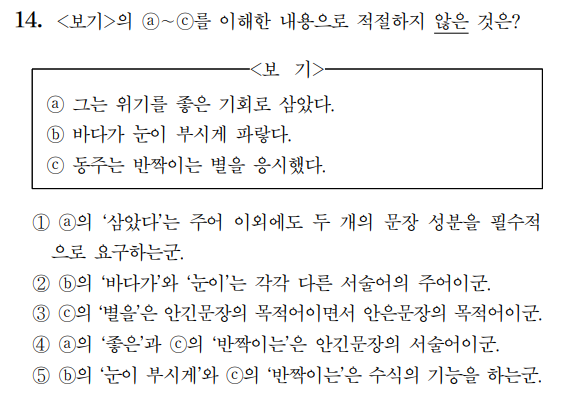 14. <보기>의 ⓐ~ⓒ를 이해한 내용으로 적절하지 않은 것은?
<보 기>
ⓐ 그는 위기를 좋은 기회로 삼았다.
ⓑ 바다가 눈이 부시게 파랗다.
ⓒ 동주는 반짝이는 별을 응시했다.
① ⓐ의 ‘삼았다’는 주어 이외에도 두 개의 문장 성분을 필수적
으로 요구하는군.
② ⓑ의 ‘바다가’와 ‘눈이’는 각각 다른 서술어의 주어이군.
③ ⓒ의 ‘별을’은 안긴문장의 목적어이면서 안은문장의 목적어이군.
④ ⓐ의 ‘좋은’과 ⓒ의 ‘반짝이는’은 안긴문장의 서술어이군.
⑤ ⓑ의 ‘눈이 부시게’와 ⓒ의 ‘반짝이는’은 수식의 기능을 하는군.